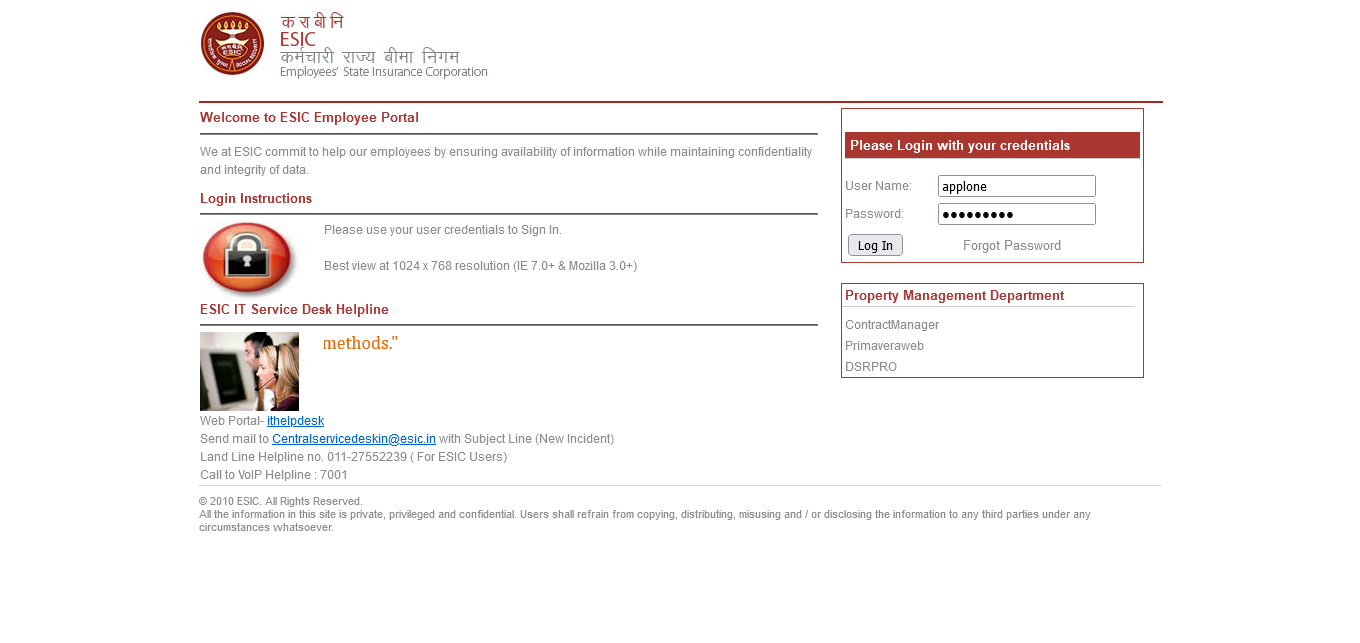 क रा बी नि
ESIC
कर्मचारी राज्य बीमा निगम
Employees' State Insurance Corporation
Welcome to ESIC Employee Portal
We at ESIC commit to help our employees by ensuring availability of information while maintaining confidentiality
and integrity of data.
Login Instructions
Please use your user credentials to Sign In.
Best view at 1024 x 768 resolution (IE 7.0+ & Mozilla 3.0+)
ESIC IT Service Desk Helpline
methods."
Web Portal- ithelpdesk
Send mail to Centralservicedeskin@esic.in with Subject Line (New Incident)
Land Line Helpline no. 011-27552239 ( For ESIC Users)
Call to VoIP Helpline : 7001
Please Login with your credentials
User Name: applone
Password: ●●●●●●●●●
Log In Forgot Password
Property Management Department
ContractManager
Primaveraweb
DSRPRO
© 2010 ESIC. All Rights Reserved.
All the information in this site is private, privileged and confidential. Users shall refrain from copying, distributing, misusing and / or disclosing the information to any third parties under any
circumstances whatsoever.